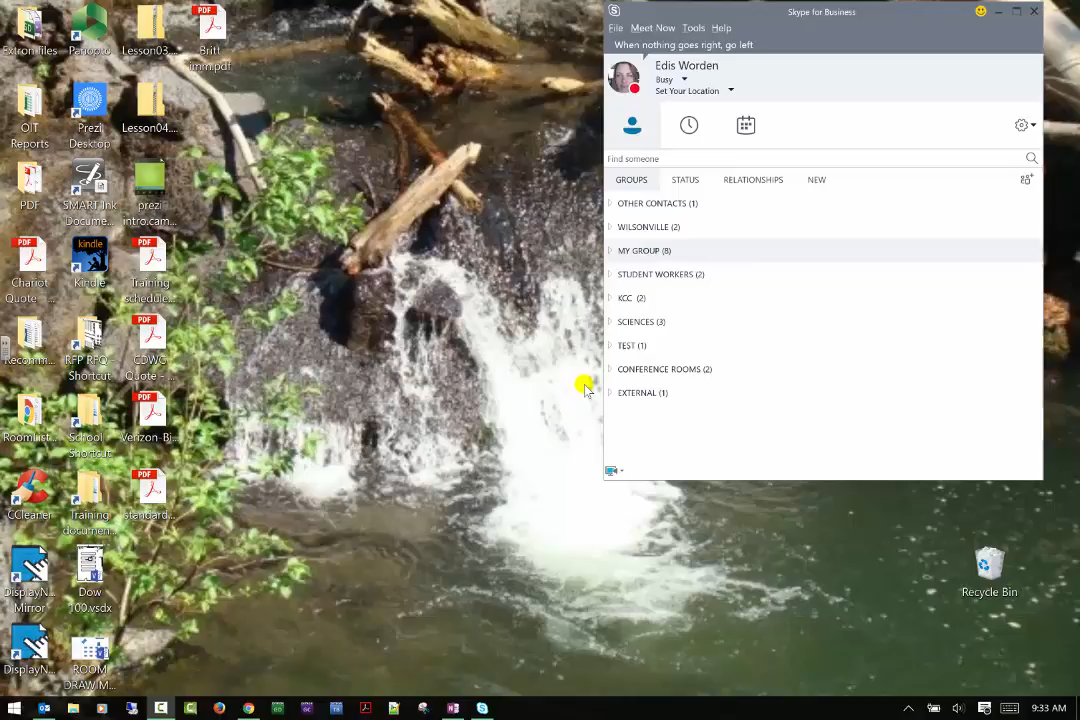 Extron files
Panopto
Lesson03....
Britt
imm.pdf
OIT
Reports
Prezi
Desktop
Lesson04....
PDF
SMART Ink
Docume...
prezi
intro.cam...
Chariot
Quote - ...
kindle
Kindle
Training
schedule...
Recomm...
RFP RFQ -
Shortcut
CDWG
Quote - ...
RoomList...
School
Shortcut
Verizon-Bj...
CCleaner
Training
documen...
standard...
DisplayN...
Mirror
Dow
100.vsdx
DisplayN...
ROOM
DRAW IM...
Skype for Business
File Meet Now Tools Help
When nothing goes right, go left
Edis Worden
Busy
Set Your Location
Find someone
GROUPS STATUS RELATIONSHIPS NEW
OTHER CONTACTS (1)
WILSONVILLE (2)
MY GROUP (8)
STUDENT WORKERS (2)
KCC (2)
SCIENCES (3)
TEST (1)
CONFERENCE ROOMS (2)
EXTERNAL (1)
Recycle Bin
9:33 AM